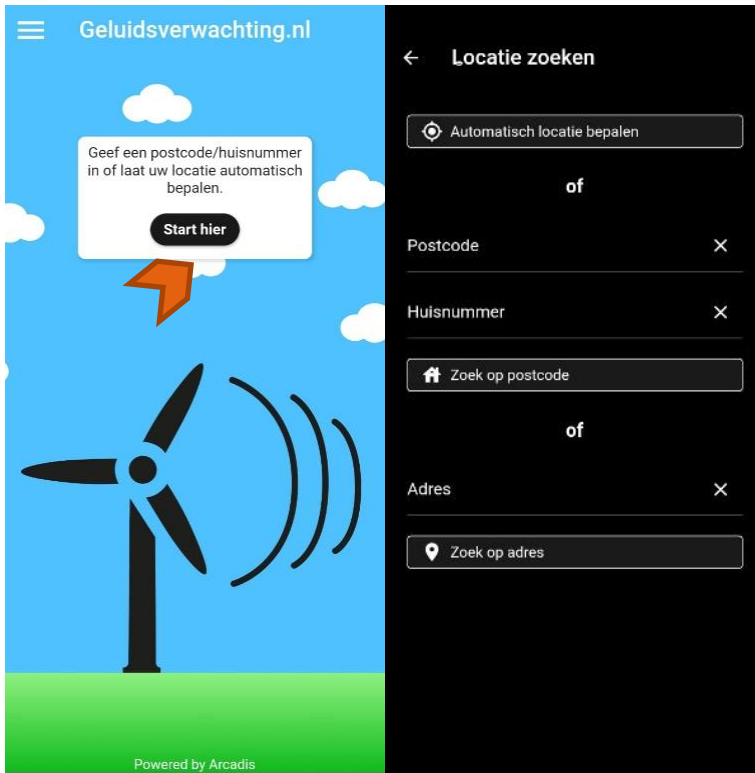 Geluidsverwachting.nl
Geef een postcode/huisnummer
in of laat uw locatie automatisch
bepalen.
Start hier
Powered by Arcadis
Locatie zoeken
Automatisch locatie bepalen
of
Postcode
Huisnummer
Zoek op postcode
of
Adres
Zoek op adres